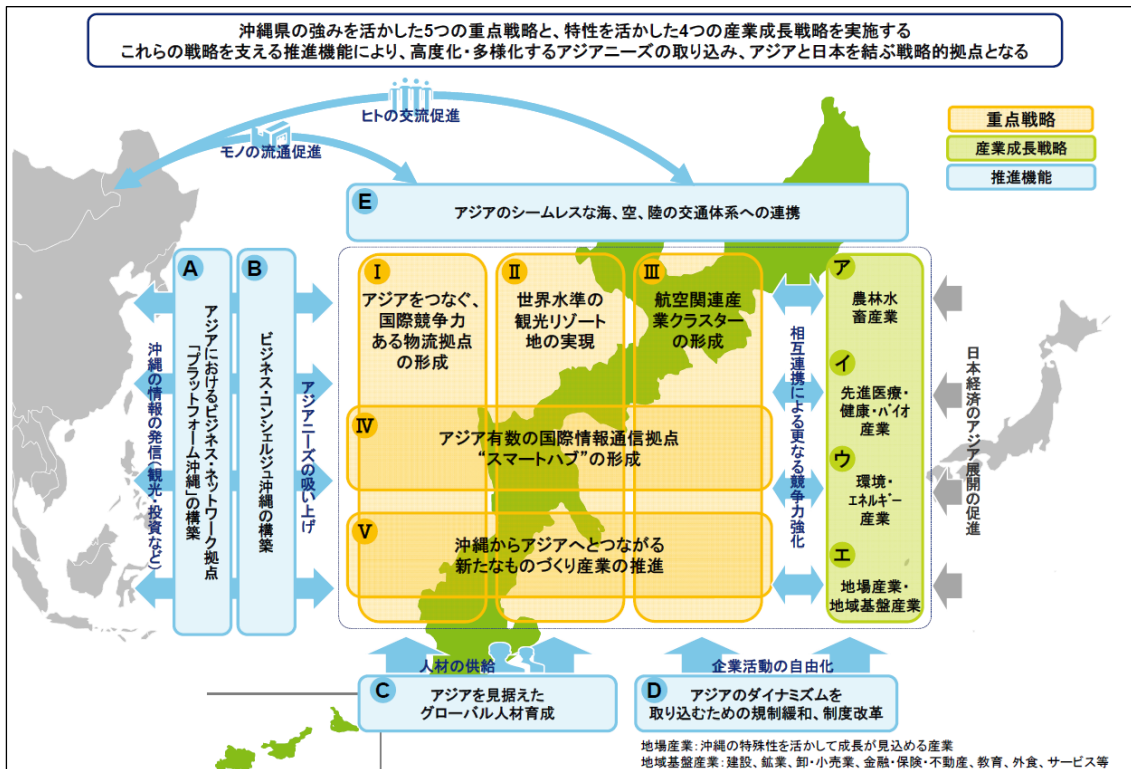 沖縄県の強みを活かした5つの重点戦略と、特性を活かした4つの産業成長戦略を実施する
これらの戦略を支える推進機能により、高度化・多様化するアジアニーズの取り込み、アジアと日本を結ぶ戦略的拠点となる
ヒトの交流促進
モノの流通促進
重点戦略
産業成長戦略
推進機能
E
アジアのシームレスな海、空、陸の交通体系への連携
沖縄の情報の発信(観光・投資など)
A
アジアにおけるビジネス・ネットワーク拠点
「プラットフォーム沖縄」の構築
B
ビジネス・コンシェルジュ沖縄の構築
アジアニーズの吸い上げ
Ⅰ
アジアをつなぐ、
国際競争力
ある物流拠点
の形成
Ⅱ
世界水準の
観光リゾート
地の実現
Ⅲ
航空関連産
業クラスター
の形成
Ⅳ
アジア有数の国際情報通信拠点
“スマートハブ”の形成
Ⅴ
沖縄からアジアへとつながる
新たなものづくり産業の推進
相互連携による更なる競争力強化
ア
農林水
畜産業
イ
先進医療・
健康・バイオ
産業
ウ
環境・
エネルギー
産業
エ
地場産業・
地域基盤産業
日本経済のアジア展開の促進
人材の供給
C
アジアを見据えた
グローバル人材育成
企業活動の自由化
D
アジアのダイナミズムを
取り込むための規制緩和、制度改革
地場産業:沖縄の特殊性を活かして成長が見込める産業
地域基盤産業:建設、鉱業、卸・小売業、金融・保険・不動産、教育、外食、サービス等